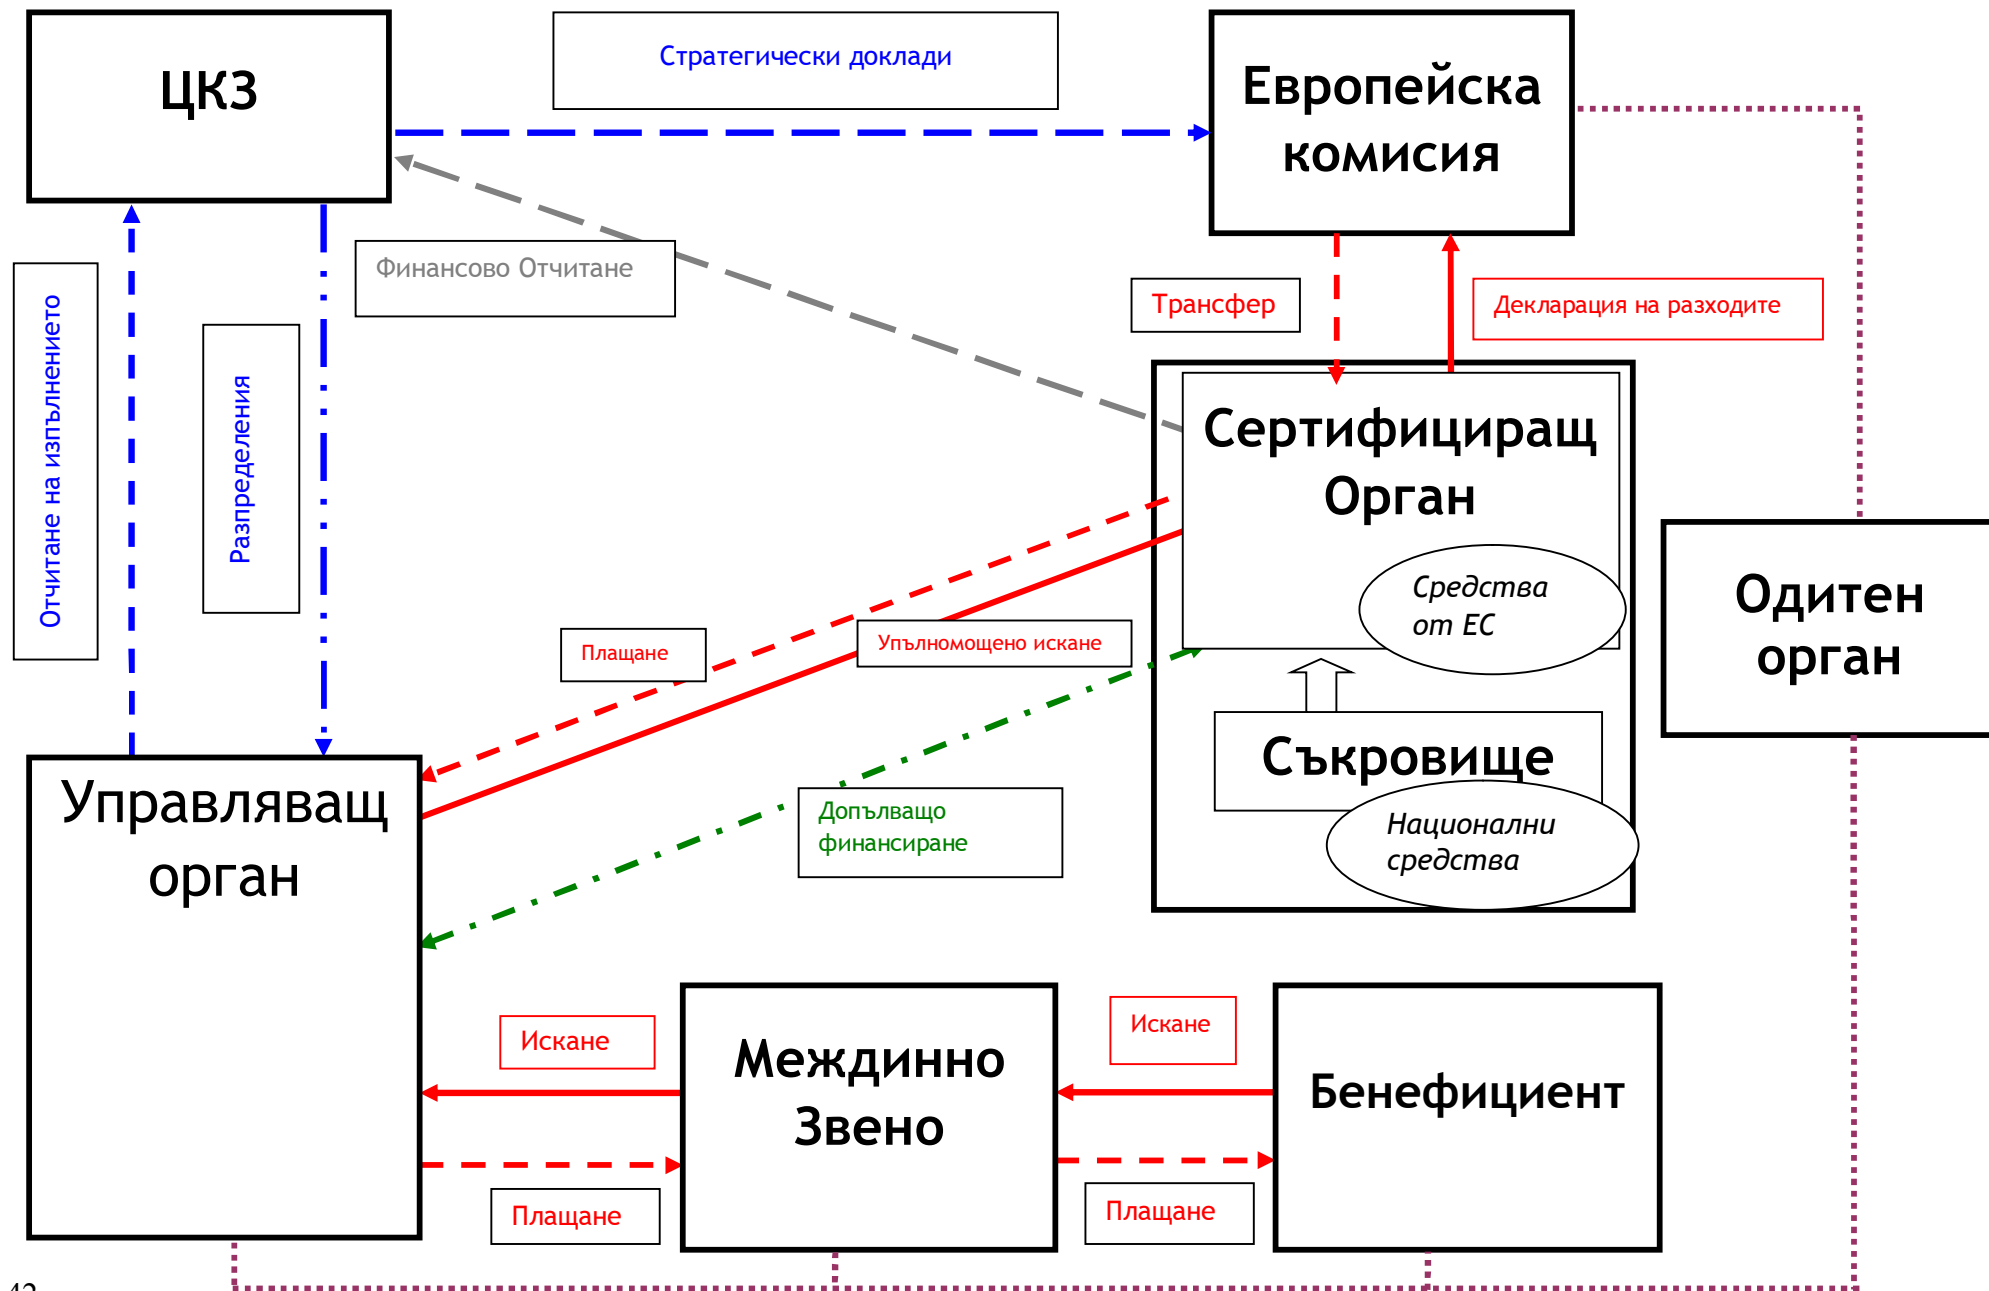 ЦКЗ
Стратегически доклади
Европейска
комисия
Финансово Отчитане
Отчитане на изпълнението
Разпределения
Трансфер
Декларация на разходите
Сертифициращ
Орган
Средства
от ЕС
Одитен
орган
Плащане
Упълномощено искане
Съкровище
Национални
средства
Допълващо
финансиране
Управляващ
орган
Искане
Междинно
Звено
Искане
Бенефициент
Плащане
Плащане
42